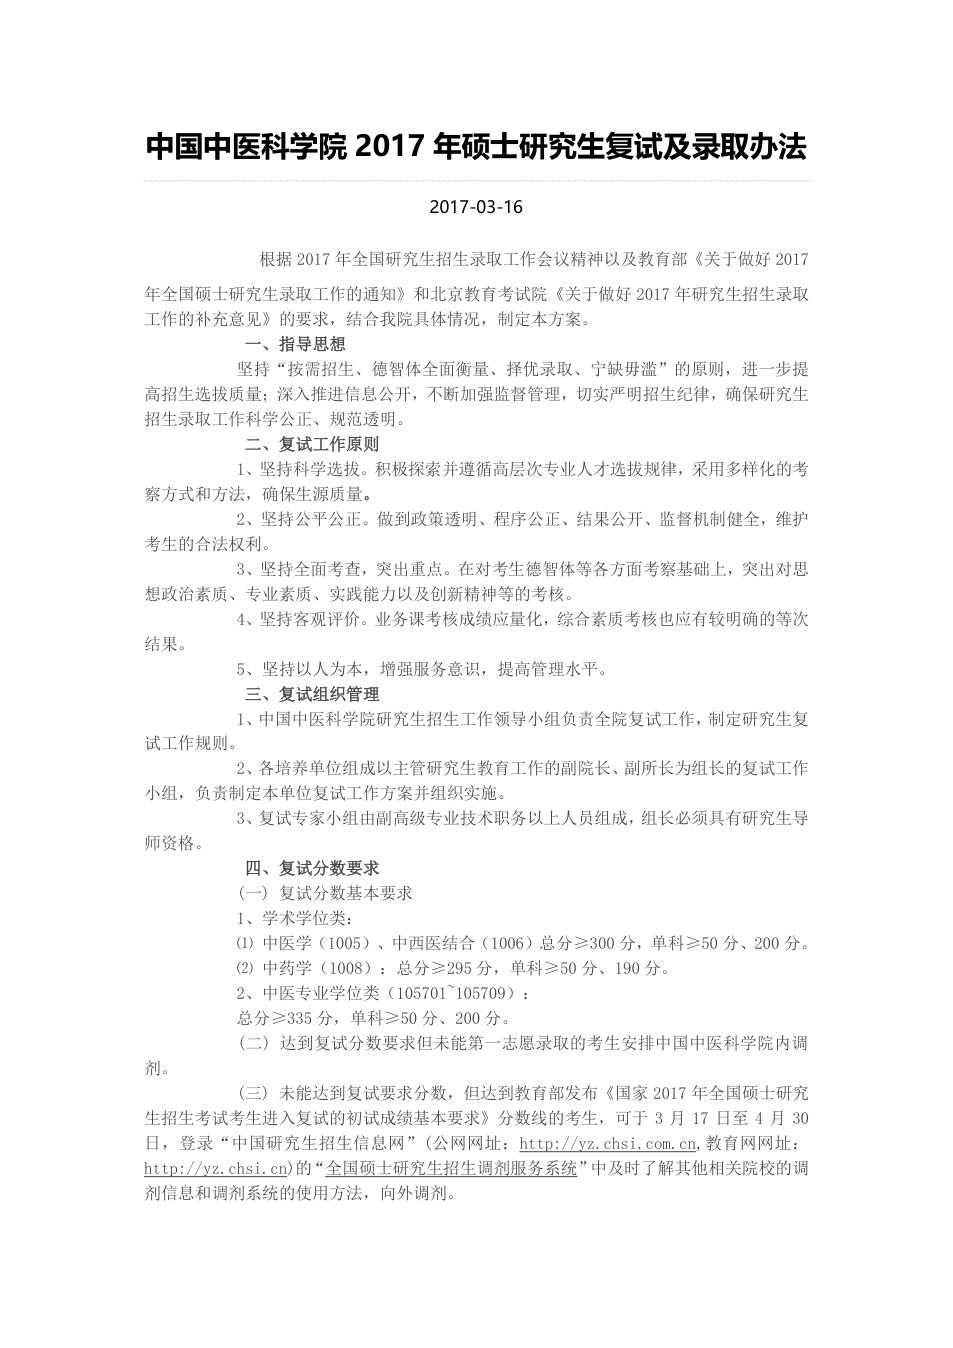 中国中医科学院 2017 年硕士研究生复试及录取办法
2017-03-16
根据 2017 年全国研究生招生录取工作会议精神以及教育部《关于做好 2017
年全国硕士研究生录取工作的通知》和北京教育考试院《关于做好 2017 年研究生招生录取
工作的补充意见》的要求，结合我院具体情况，制定本方案。
一、指导思想
坚持“按需招生、德智体全面衡量、择优录取、宁缺毋滥”的原则，进一步提
高招生选拔质量；深入推进信息公开，不断加强监督管理，切实严明招生纪律，确保研究生
招生录取工作科学公正、规范透明。
二、复试工作原则
1、坚持科学选拔。积极探索并遵循高层次专业人才选拔规律，采用多样化的考
察方式和方法，确保生源质量。
2、坚持公平公正。做到政策透明、程序公正、结果公开、监督机制健全，维护
考生的合法权利。
3、坚持全面考查，突出重点。在对考生德智体等各方面考察基础上，突出对思
想政治素质、专业素质、实践能力以及创新精神等的考核。
4、坚持客观评价。业务课考核成绩应量化，综合素质考核也应有较明确的等次
结果。
5、坚持以人为本，增强服务意识，提高管理水平。
三、复试组织管理
1、中国中医科学院研究生招生工作领导小组负责全院复试工作，制定研究生复
试工作规则。
2、各培养单位组成以主管研究生教育工作的副院长、副所长为组长的复试工作
小组，负责制定本单位复试工作方案并组织实施。
3、复试专家小组由副高级专业技术职务以上人员组成，组长必须具有研究生导
师资格。
四、复试分数要求
(一) 复试分数基本要求
1、学术学位类：
⑴ 中医学（1005）、中西医结合（1006）总分≥300 分，单科≥50 分、200 分。
⑵ 中药学（1008）：总分≥295 分，单科≥50 分、190 分。
2、中医专业学位类（105701~105709）：
总分≥335 分，单科≥50 分、200 分。
(二) 达到复试分数要求但未能第一志愿录取的考生安排中国中医科学院内调
剂。
(三) 未能达到复试要求分数，但达到教育部发布《国家 2017 年全国硕士研究
生招生考试考生进入复试的初试成绩基本要求》分数线的考生，可于 3 月 17 日至 4 月 30
日，登录“中国研究生招生信息网”(公网网址：http://yz.chsi.com.cn,教育网网址：
http://yz.chsi.cn)的“全国硕士研究生招生调剂服务系统”中及时了解其他相关院校的调
剂信息和调剂系统的使用方法，向外调剂。